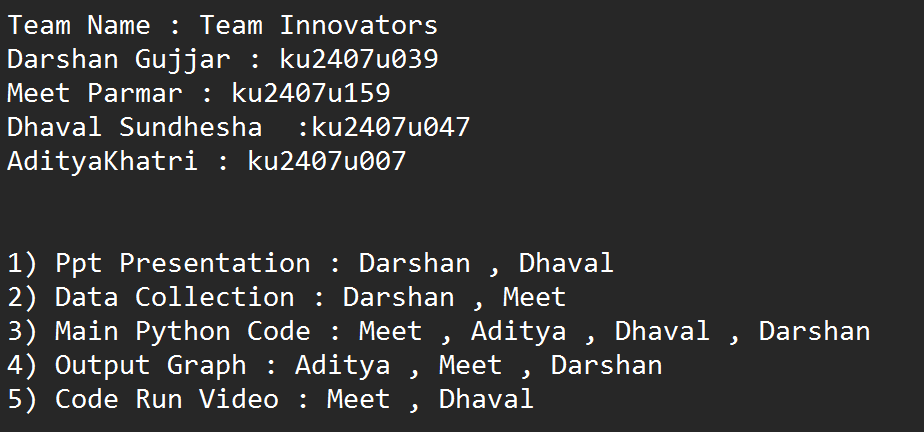 Team Name : Team Innovators
Darshan Gujjar : ku2407u039
Meet Parmar : ku2407u159
Dhaval Sundhesha  :ku2407u047
AdityaKhatri : ku2407u007
1) Ppt Presentation : Darshan , Dhaval
2) Data Collection : Darshan , Meet
3) Main Python Code : Meet , Aditya , Dhaval , Darshan
4) Output Graph : Aditya , Meet , Darshan
5) Code Run Video : Meet , Dhaval